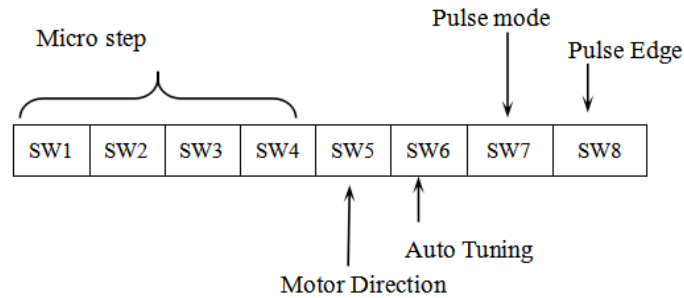 Pulse mode
Micro step
Pulse Edge
SW1 SW2 SW3 SW4 SW5 SW6 SW7 SW8
Auto Tuning
Motor Direction